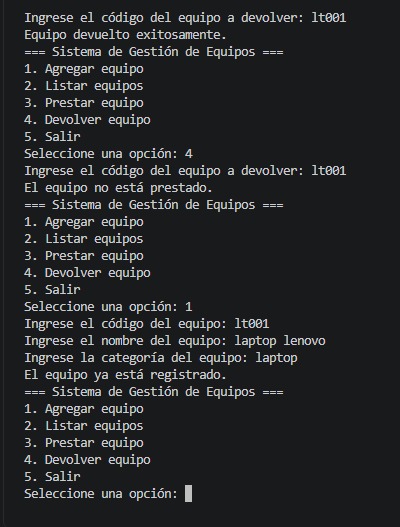 Ingrese el código del equipo a devolver: lt001
Equipo devuelto exitosamente.
=== Sistema de Gestión de Equipos ===
1. Agregar equipo
2. Listar equipos
3. Prestar equipo
4. Devolver equipo
5. Salir
Seleccione una opción: 4
Ingrese el código del equipo a devolver: lt001
El equipo no está prestado.
=== Sistema de Gestión de Equipos ===
1. Agregar equipo
2. Listar equipos
3. Prestar equipo
4. Devolver equipo
5. Salir
Seleccione una opción: 1
Ingrese el código del equipo: lt001
Ingrese el nombre del equipo: laptop lenovo
Ingrese la categoría del equipo: laptop
El equipo ya está registrado.
=== Sistema de Gestión de Equipos ===
1. Agregar equipo
2. Listar equipos
3. Prestar equipo
4. Devolver equipo
5. Salir
Seleccione una opción: